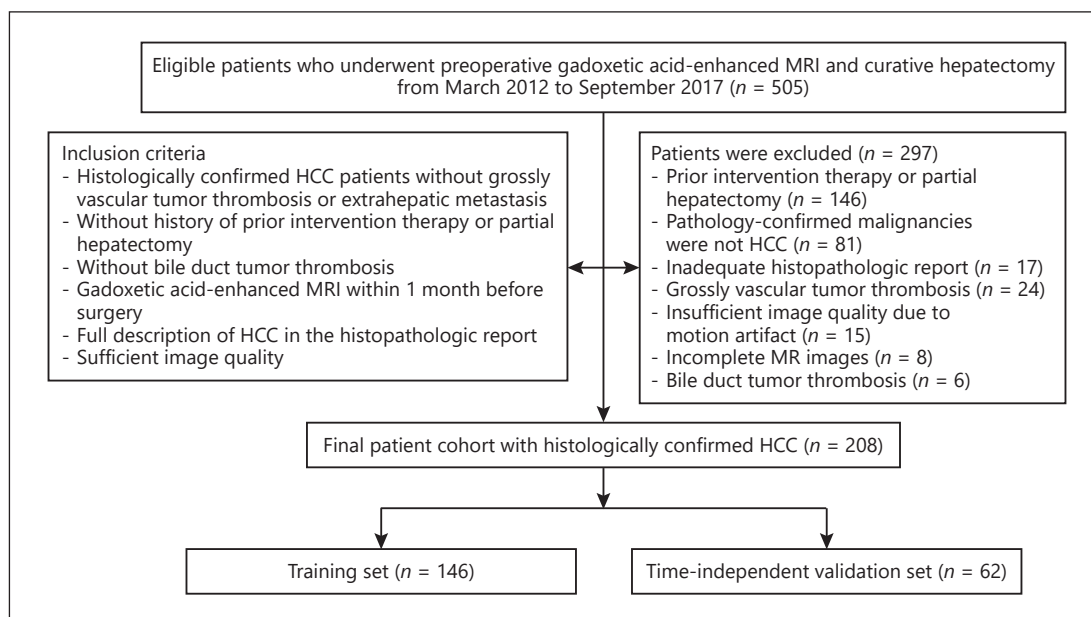 Eligible patients who underwent preoperative gadoxetic acid-enhanced MRI and curative hepatectomy
from March 2012 to September 2017 (n = 505)
Inclusion criteria
- Histologically confirmed HCC patients without grossly
vascular tumor thrombosis or extrahepatic metastasis
- Without history of prior intervention therapy or partial
hepatectomy
- Without bile duct tumor thrombosis
- Gadoxetic acid-enhanced MRI within 1 month before
surgery
- Full description of HCC in the histopathologic report
- Sufficient image quality
Patients were excluded (n = 297)
- Prior intervention therapy or partial
hepatectomy (n = 146)
- Pathology-confirmed malignancies
were not HCC (n = 81)
- Inadequate histopathologic report (n = 17)
- Grossly vascular tumor thrombosis (n = 24)
- Insufficient image quality due to
motion artifact (n = 15)
- Incomplete MR images (n = 8)
- Bile duct tumor thrombosis (n = 6)
Final patient cohort with histologically confirmed HCC (n = 208)
Training set (n = 146)
Time-independent validation set (n = 62)